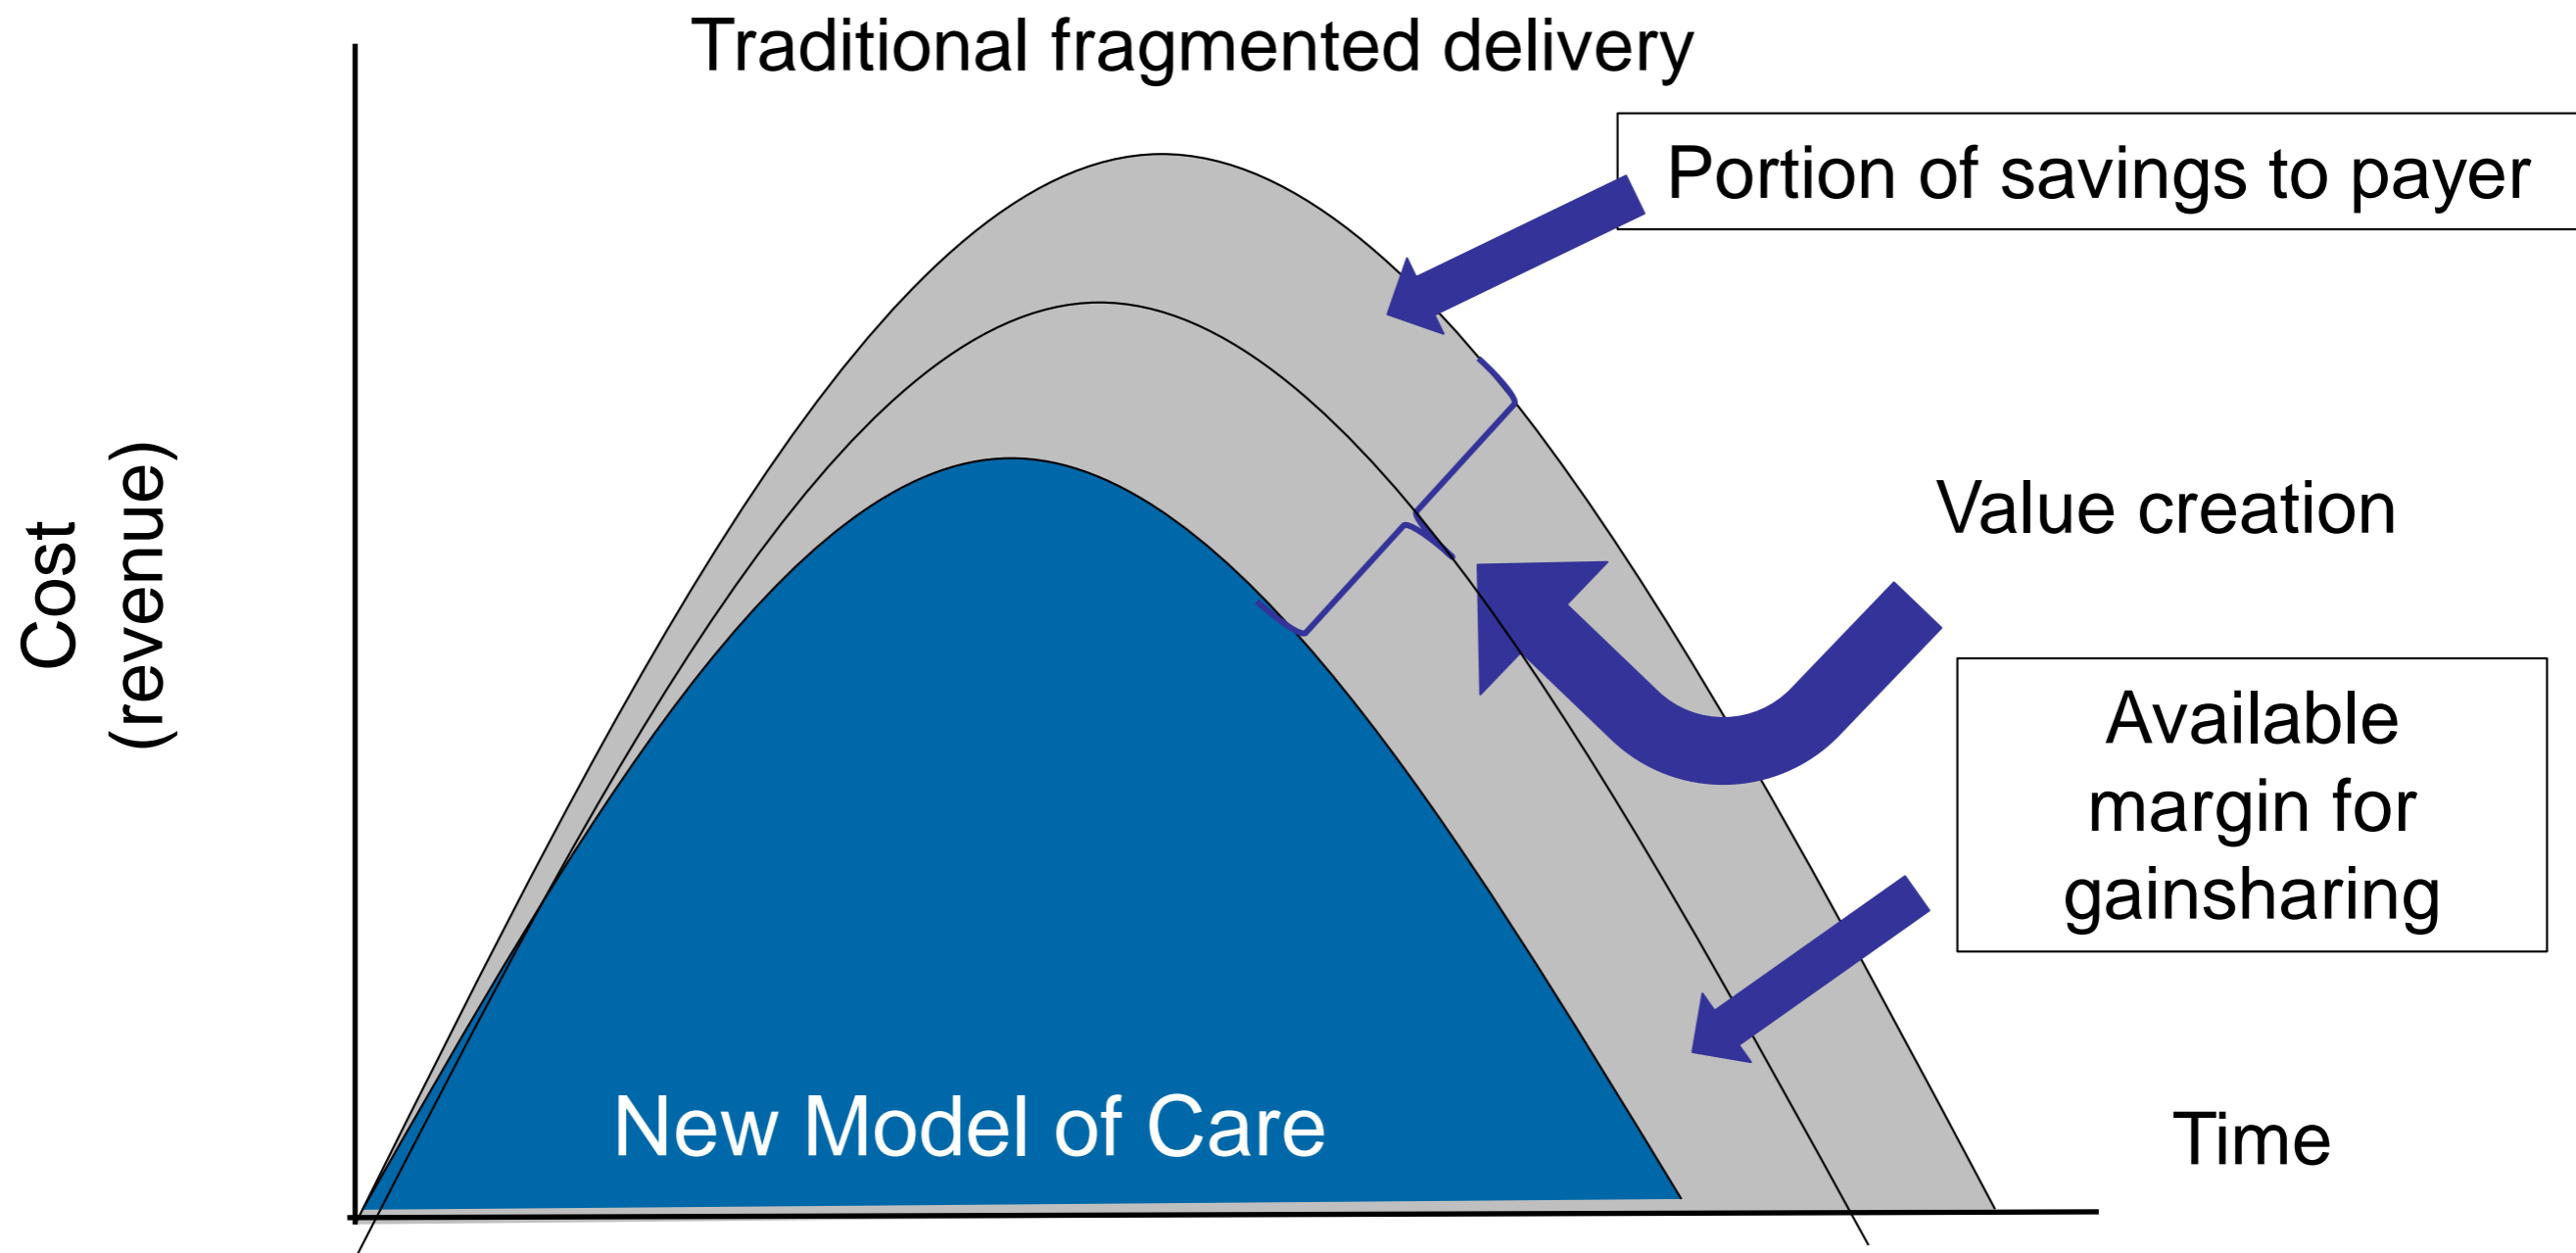 Traditional fragmented delivery
Portion of savings to payer
Cost
(revenue)
Value creation
Available
margin for
gainsharing
New Model of Care
Time